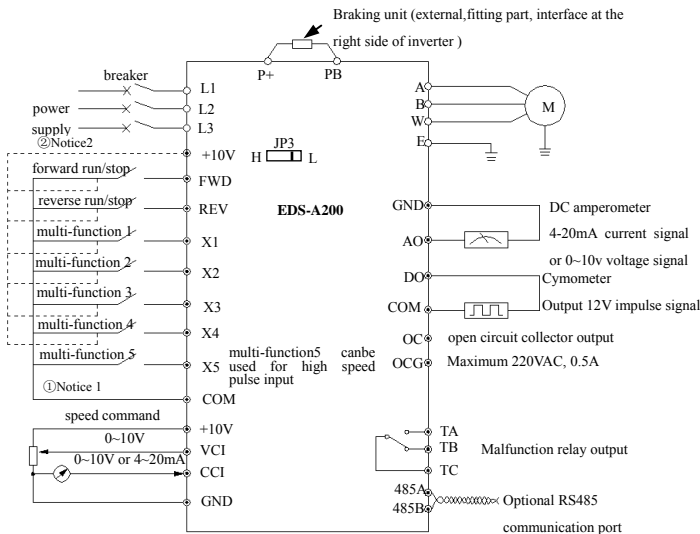 Braking unit (external,fitting part, interface at the
right side of inverter )
P+ PB
breaker
power
supply
②Notice2
L1
L2
L3
+10V
JP3
H L
A
B
W
E
M
forward run/stop
FWD
reverse run/stop
REV
EDS-A200
multi-function 1
X1
multi-function 2
X2
multi-function 3
X3
multi-function 4
X4
multi-function 5
X5
multi-function5 canbe
used for high speed
pulse input
①Notice 1
COM
GND
AO
DC amperometer
4-20mA current signal
or 0~10v voltage signal
DO
COM
Cymometer
Output 12V impulse signal
OC
open circuit collector output
OCG
Maximum 220VAC, 0.5A
speed command
+10V
0~10V
VCI
0~10V or 4~20mA
CCI
GND
TA
TB
TC
Malfunction relay output
485A
485B
Optional RS485
communication port